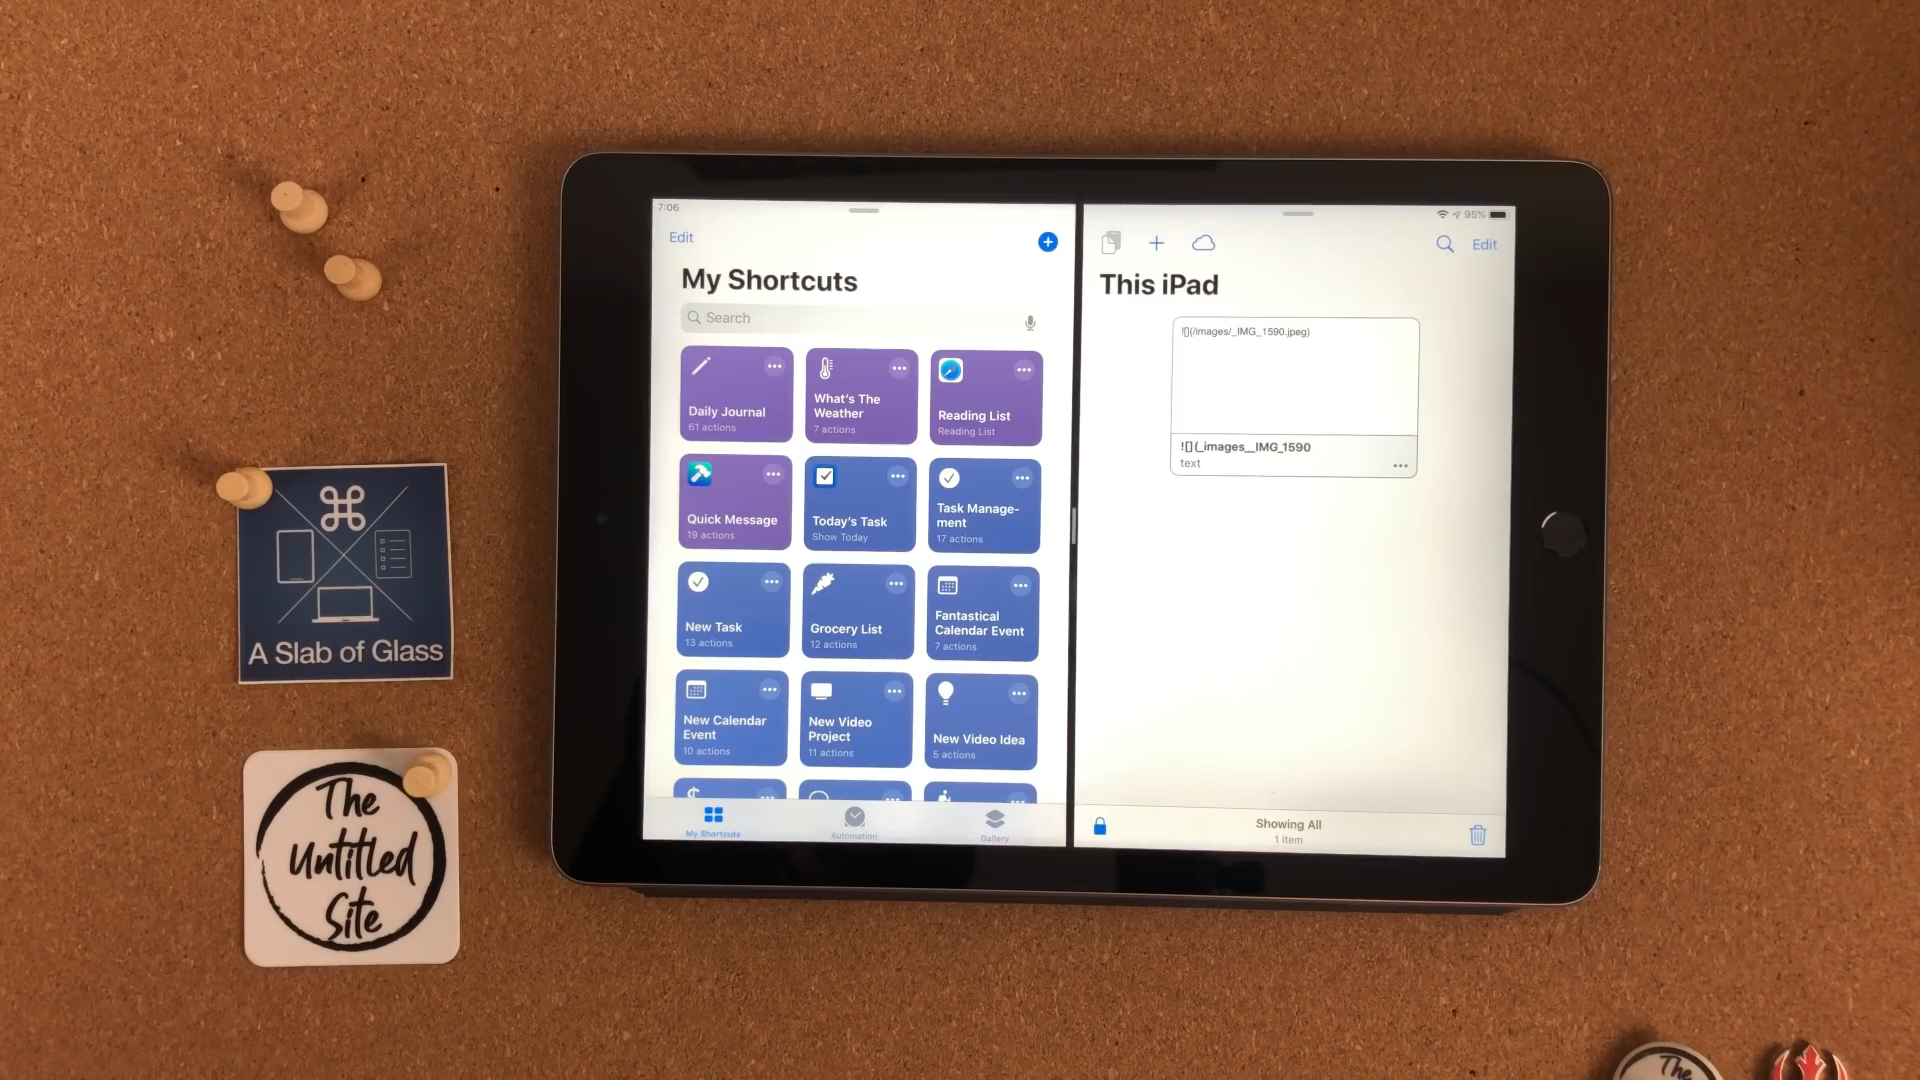 7:06
Edit
My Shortcuts
Search
Daily Journal
61 actions
What's The
Weather
7 actions
Reading List
Reading List
Quick Message
19 actions
Today's Task
Show Today
Task Manage-
ment
17 actions
New Task
13 actions
Grocery List
12 actions
Fantastical
Calendar Event
7 actions
New Calendar
Event
10 actions
New Video
Project
11 actions
New Video Idea
5 actions
My Shortcuts
Automation
Gallery
95%
Edit
This iPad
![](/images/_IMG_1590.jpeg)
![](_images__IMG_1590
text
Showing All
1 item
A Slab of Glass
The
Untitled
Site
The